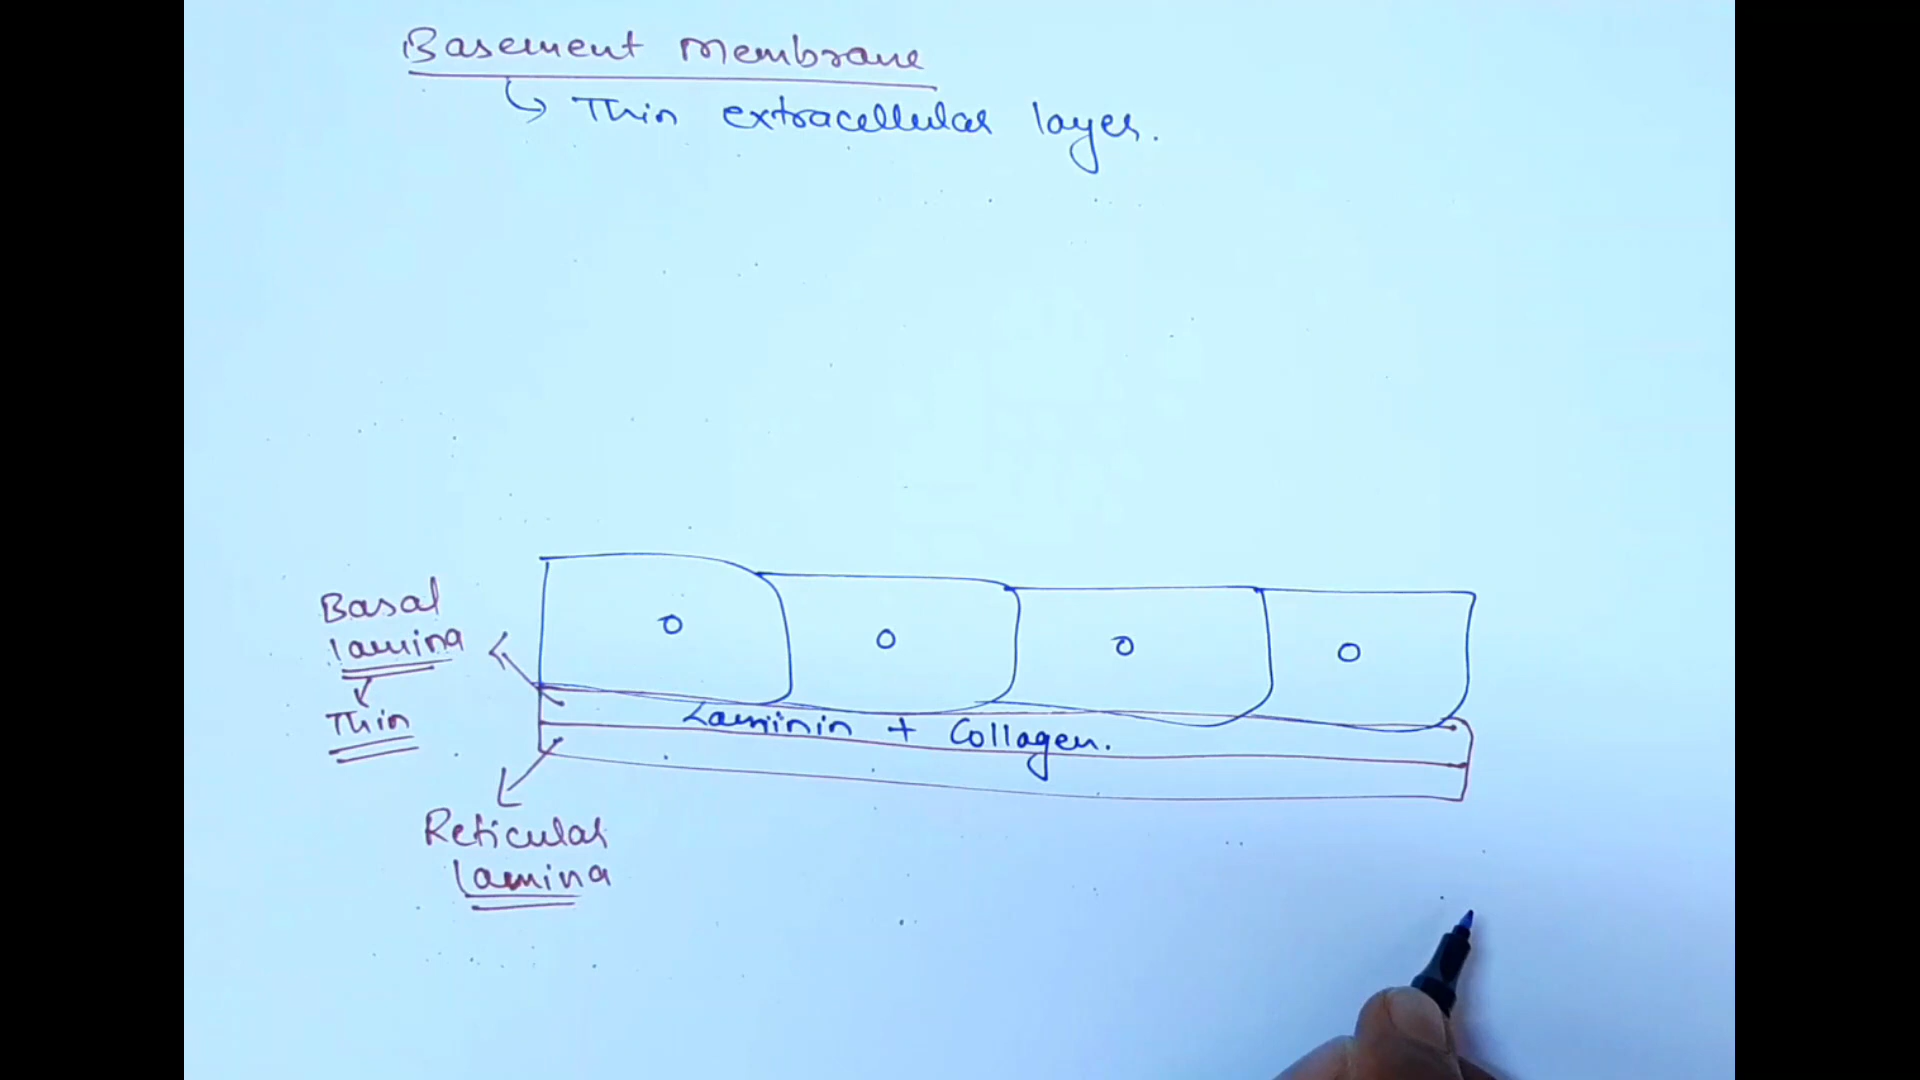 Basement Membrane
Thin extracellular layer.
Basal
lamina
Thin
Laminin + Collagen.
Reticular
lamina